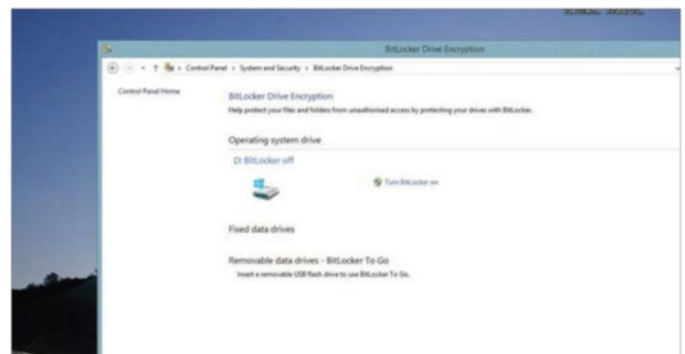 BitLocker Drive Encryption
Control Panel › System and Security › BitLocker Drive Encryption
Control Panel Home
BitLocker Drive Encryption
Help protect your files and folders from unauthorized access by protecting your drives with BitLocker.
Operating system drive
D: BitLocker off
Turn BitLocker on
Fixed data drives
Removable data drives - BitLocker To Go
Insert a removable USB flash drive to use BitLocker To Go.